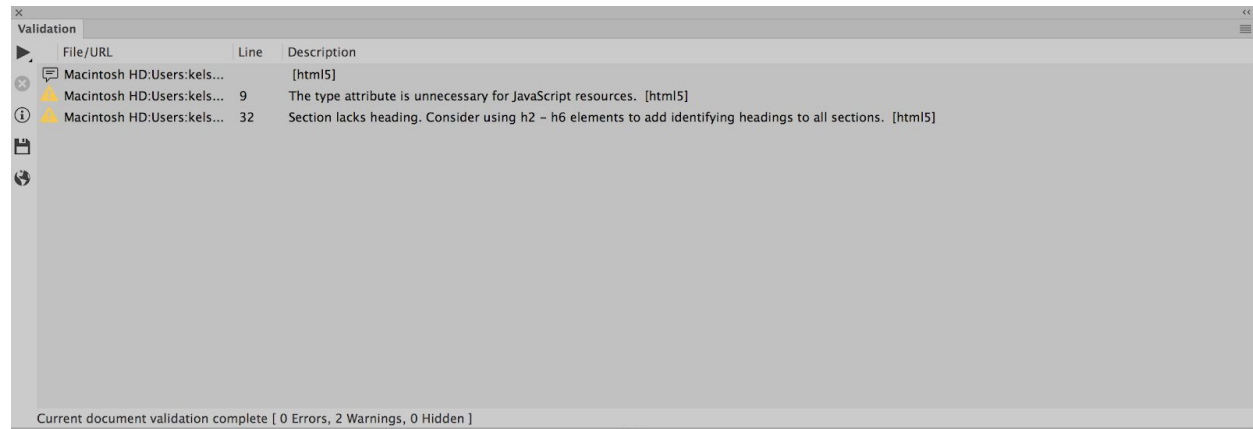 Validation
File/URL Line Description
Macintosh HD:Users:kels... [html5]
Macintosh HD:Users:kels... 9 The type attribute is unnecessary for JavaScript resources. [html5]
Macintosh HD:Users:kels... 32 Section lacks heading. Consider using h2 – h6 elements to add identifying headings to all sections. [html5]
Current document validation complete [ 0 Errors, 2 Warnings, 0 Hidden ]